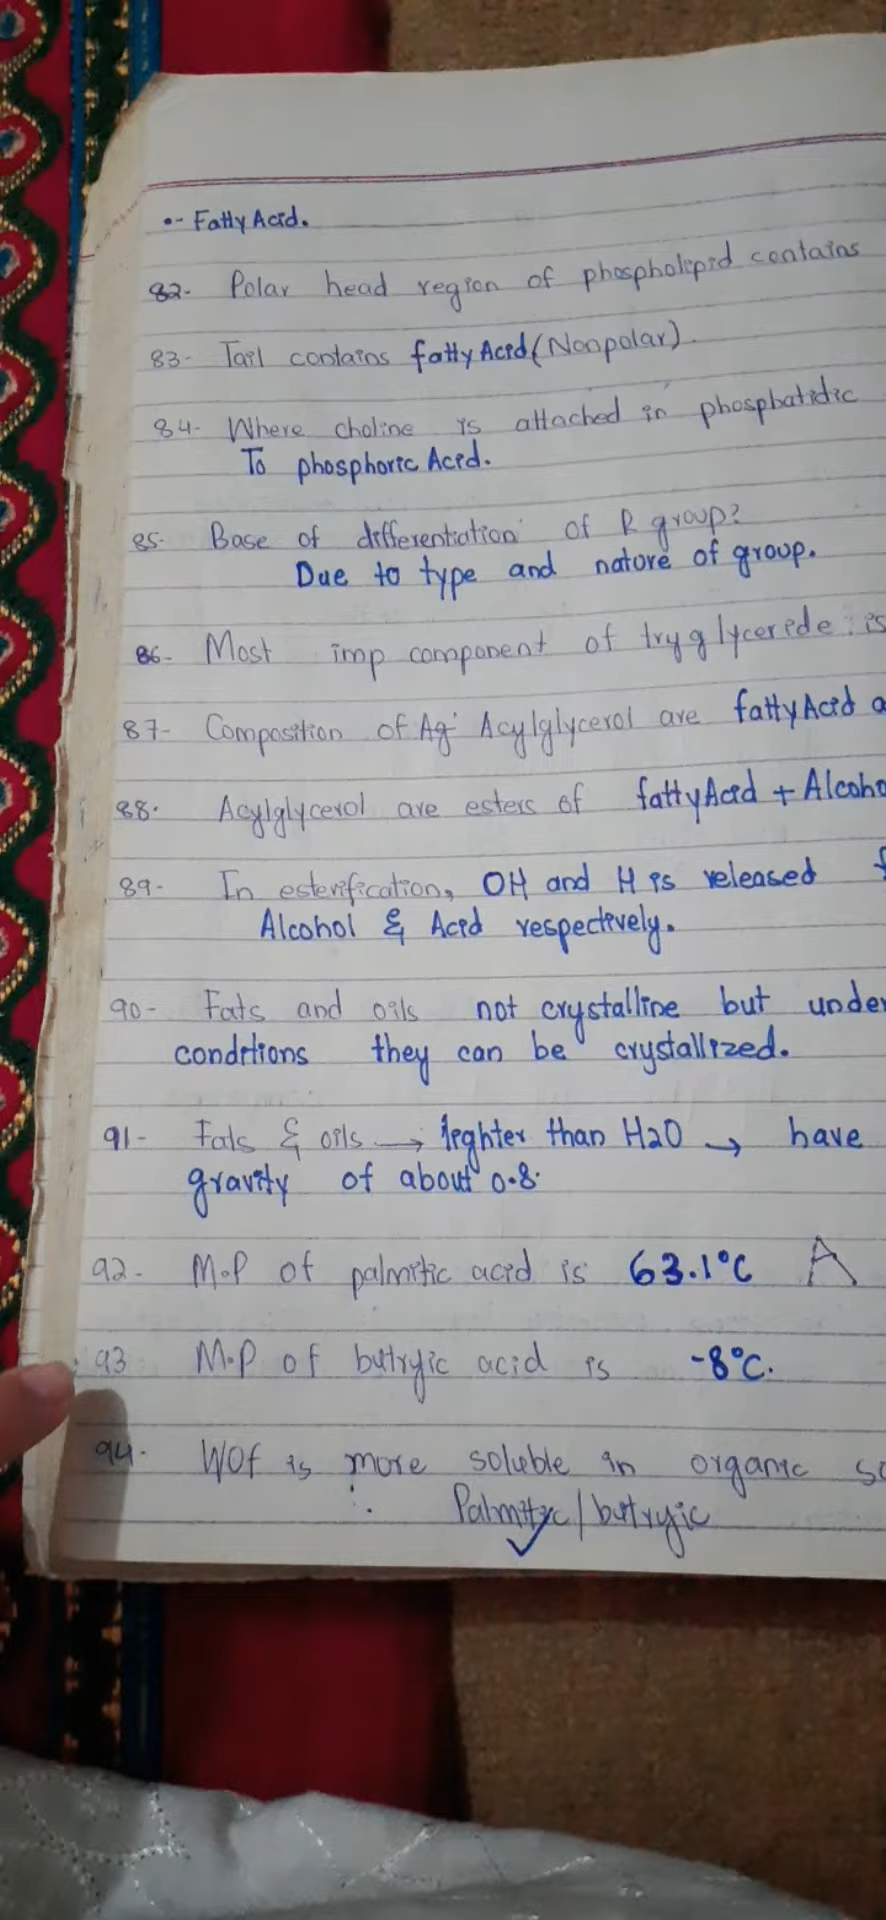 •- Fatty Acid.
82- Polar head region of phospholipid contains
83- Tail contains fatty Acid (Nonpolar).
84- Where choline is attached in phosphatidic
To phosphoric Acid.
85- Base of differentiation of R group?
Due to type and nature of group.
86- Most imp component of tryglyceride is
87- Composition of Ag Acylglycerol are fatty Acid a
88. Acylglycerol are esters of fatty Acid + Alcoho
89- In esterification, OH and H is released f
Alcohol & Acid respectively.
90- Fats and oils not crystalline but under
conditions they can be crystallized.
91- Fats & oils → lighter than H2O → have
gravity of about 0.8.
92- M.P of palmitic acid is 63.1°C A
93 M.P of butryic acid is -8°C.
94- WOf is more soluble in organic so
Palmitic / butryic